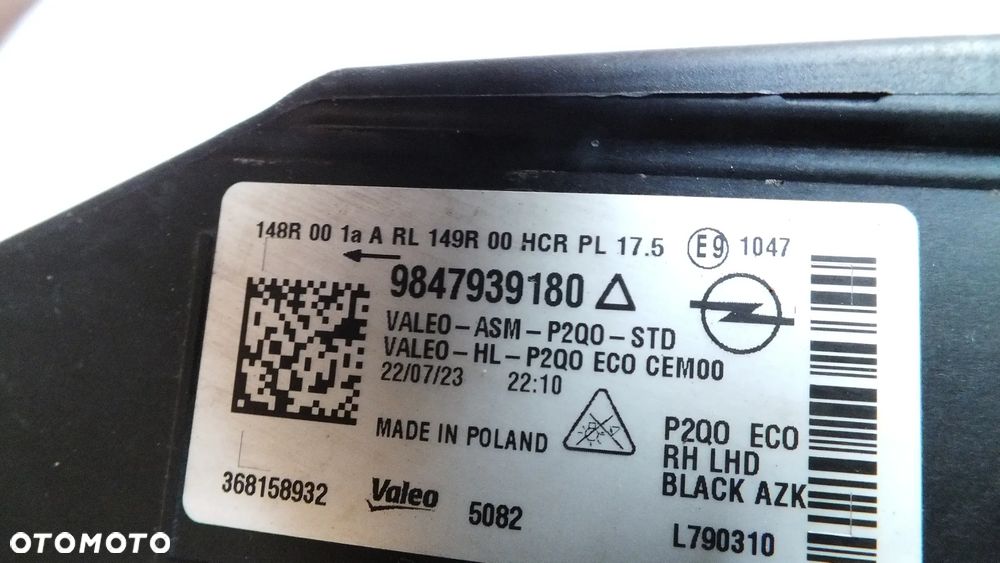 148R 00 1a A RL 149R 00 HCR PL 17.5 E9 1047
9847939180
VALEO-ASM-P2QO-STD
VALEO-HL-P2QO ECO CEM00
22/07/23 22:10
MADE IN POLAND
P2QO ECO
RH LHD
BLACK AZK
368158932 Valeo 5082 L790310
OTOMOTO